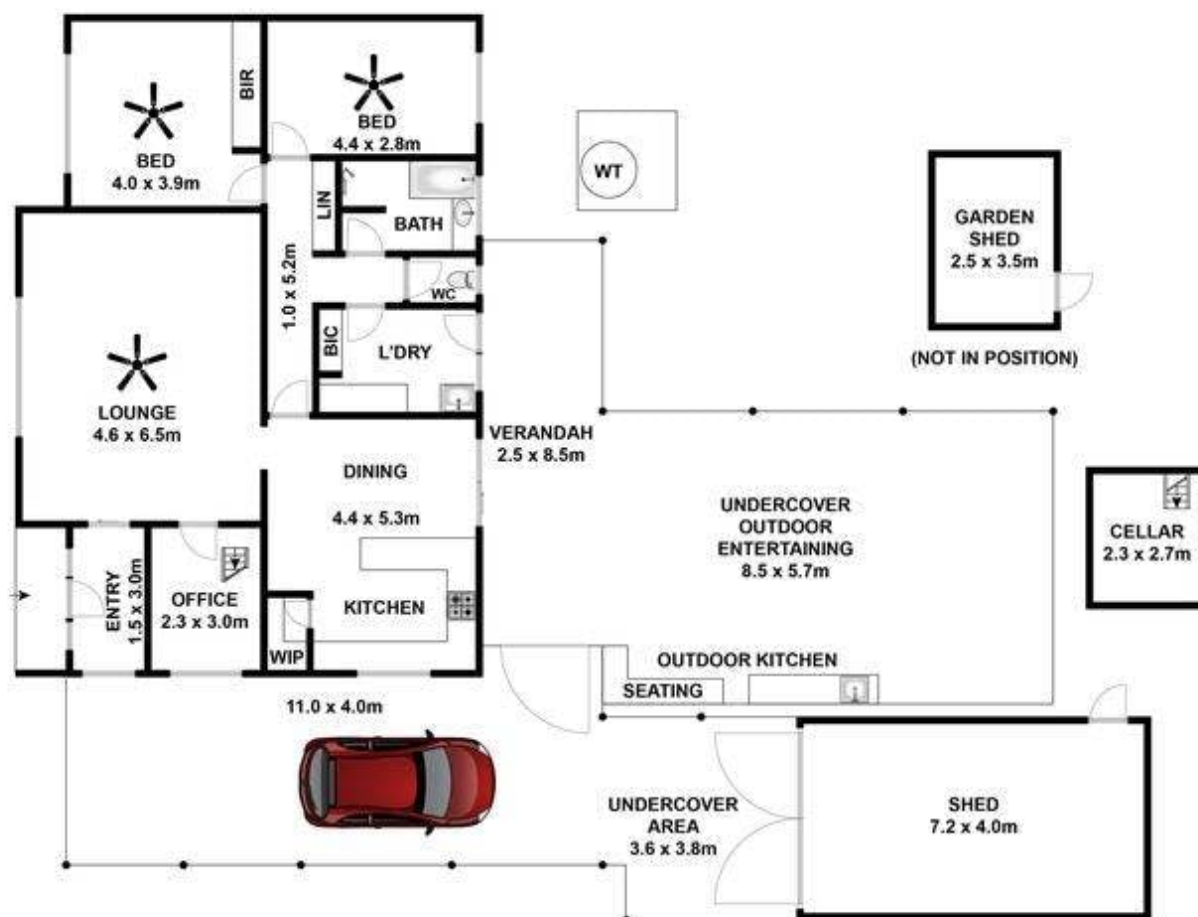 BIR
BED
4.4 x 2.8m
BED
4.0 x 3.9m
WT
LIN
BATH
GARDEN
SHED
2.5 x 3.5m
(NOT IN POSITION)
1.0 x 5.2m
WC
BIC
L'DRY
LOUNGE
4.6 x 6.5m
VERANDAH
2.5 x 8.5m
DINING
4.4 x 5.3m
UNDERCOVER
OUTDOOR
ENTERTAINING
8.5 x 5.7m
CELLAR
2.3 x 2.7m
ENTRY
1.5 x 3.0m
OFFICE
2.3 x 3.0m
KITCHEN
WIP
OUTDOOR KITCHEN
SEATING
11.0 x 4.0m
UNDERCOVER
AREA
3.6 x 3.8m
SHED
7.2 x 4.0m